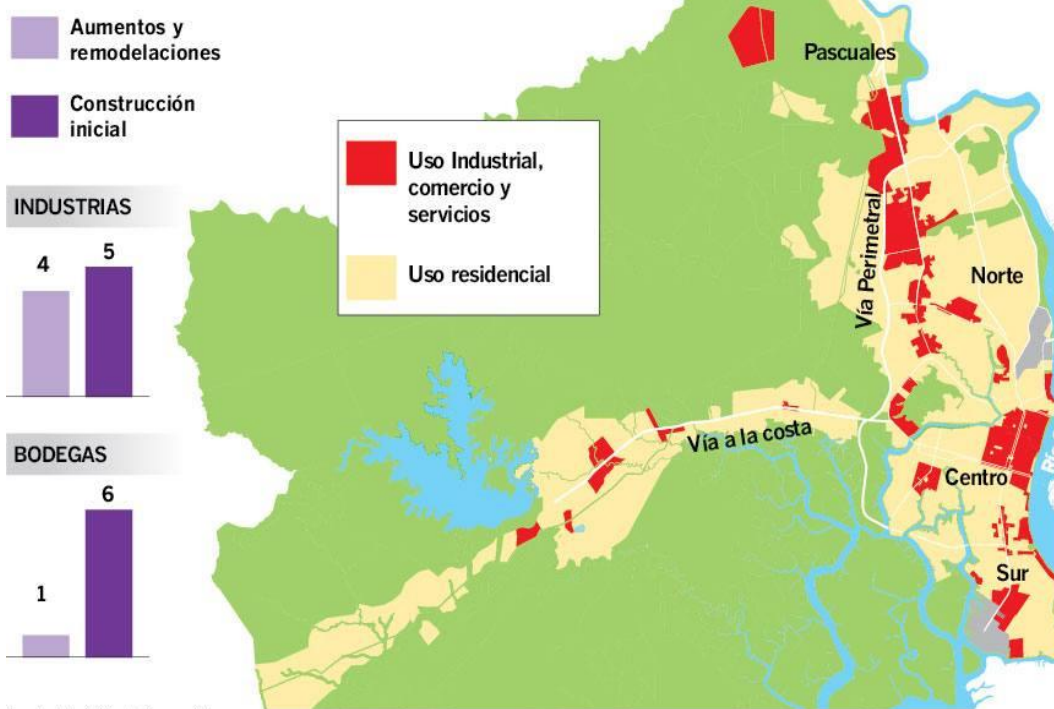 Aumentos y
remodelaciones
Construcción
inicial
INDUSTRIAS
4
5
BODEGAS
1
6
Uso Industrial,
comercio y
servicios
Uso residencial
Pascuales
Vía Perimetral
Norte
Vía a la costa
Centro
Sur